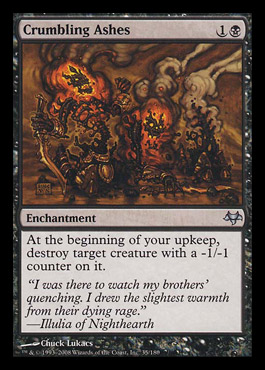 Crumbling Ashes 1
Enchantment
At the beginning of your upkeep,
destroy target creature with a -1/-1
counter on it.
"I was there to watch my brothers'
quenching. I drew the slightest warmth
from their dying rage."
—Illulia of Nighthearth
Chuck Lukacs
™ & © 1993–2008 Wizards of the Coast, Inc. 35/180